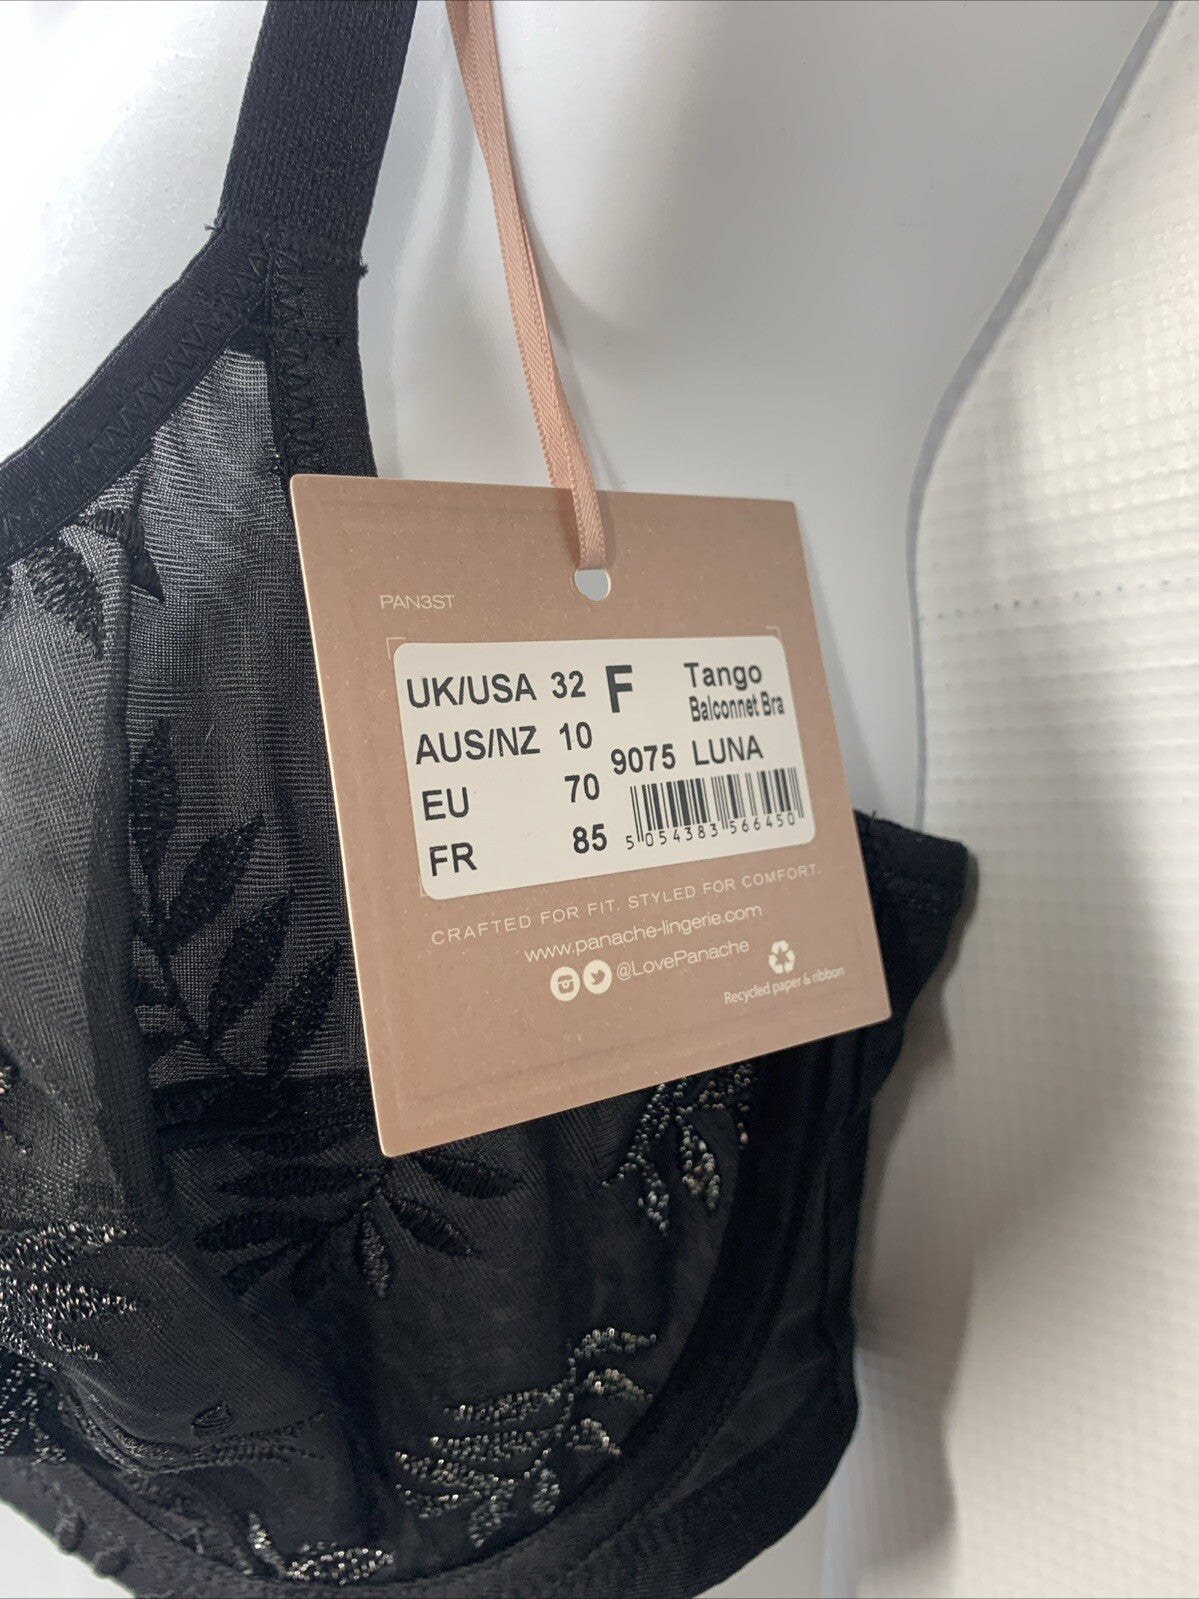 PAN3ST
UK/USA 32 F Tango
Balconnet Bra
AUS/NZ 10
9075 LUNA
EU 70
FR 85
5 054383 566450
CRAFTED FOR FIT. STYLED FOR COMFORT.
www.panache-lingerie.com
@LovePanache
Recycled paper & ribbon